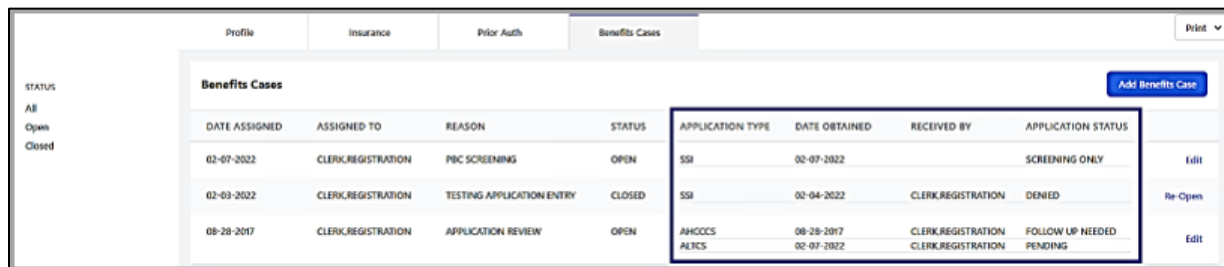 Profile Insurance Prior Auth Benefits Cases Print
STATUS
All
Open
Closed
Benefits Cases Add Benefits Case
DATE ASSIGNED ASSIGNED TO REASON STATUS APPLICATION TYPE DATE OBTAINED RECEIVED BY APPLICATION STATUS
02-07-2022 CLERK,REGISTRATION PBC SCREENING OPEN SSI 02-07-2022 SCREENING ONLY Edit
02-03-2022 CLERK,REGISTRATION TESTING APPLICATION ENTRY CLOSED SSI 02-04-2022 CLERK,REGISTRATION DENIED Re-Open
08-28-2017 CLERK,REGISTRATION APPLICATION REVIEW OPEN AHCCCS 08-28-2017 CLERK,REGISTRATION FOLLOW UP NEEDED Edit
ALTCS 02-07-2022 CLERK,REGISTRATION PENDING